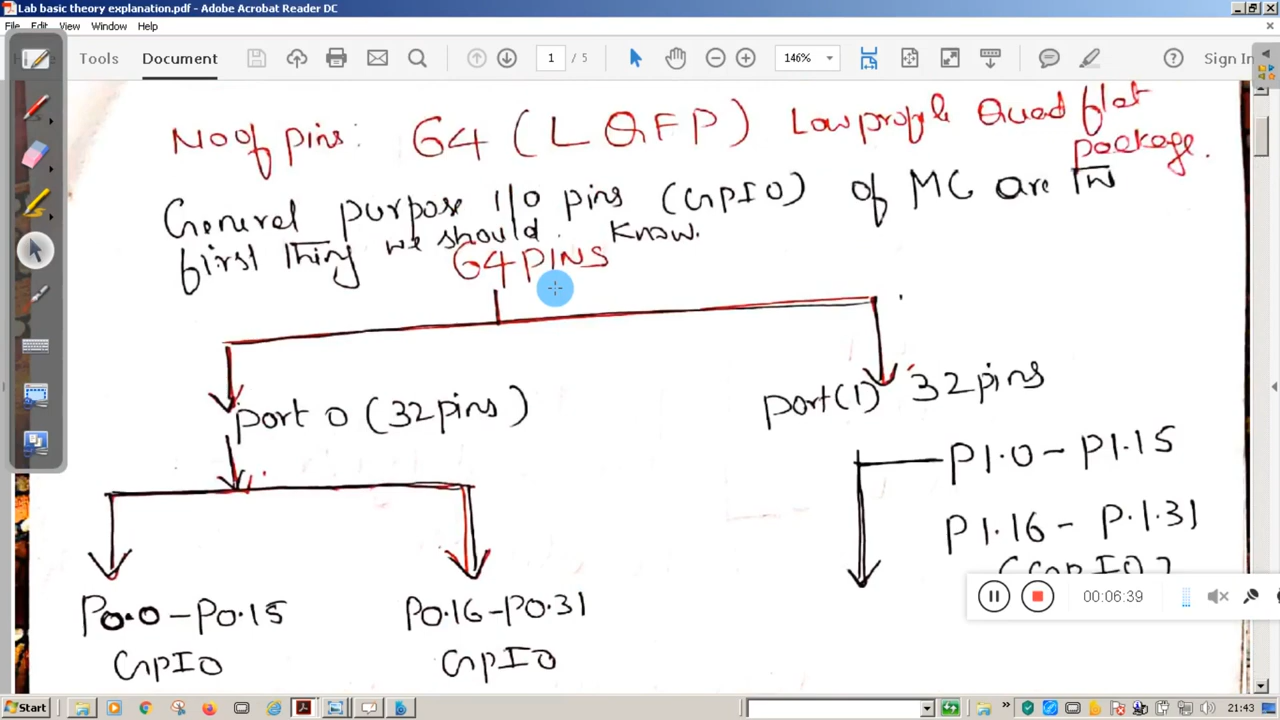 Lab basic theory explanation.pdf - Adobe Acrobat Reader DC
File Edit View Window Help
Tools Document 1 / 5 146% Sign In
No of pins: 64 (LQFP) Low profile Quad flat
package.
General purpose I/O pins (GPIO) of MC are The
first Thing we should. know.
64 PINS
port 0 (32 pins)
port(1) 32 pins
P1.0 - P1.15
P1.16 - P.1.31
(GPIO)
P0.0 - P0.15
P0.16 - P0.31
GPIO
GPIO
00:06:39
Start
21:43